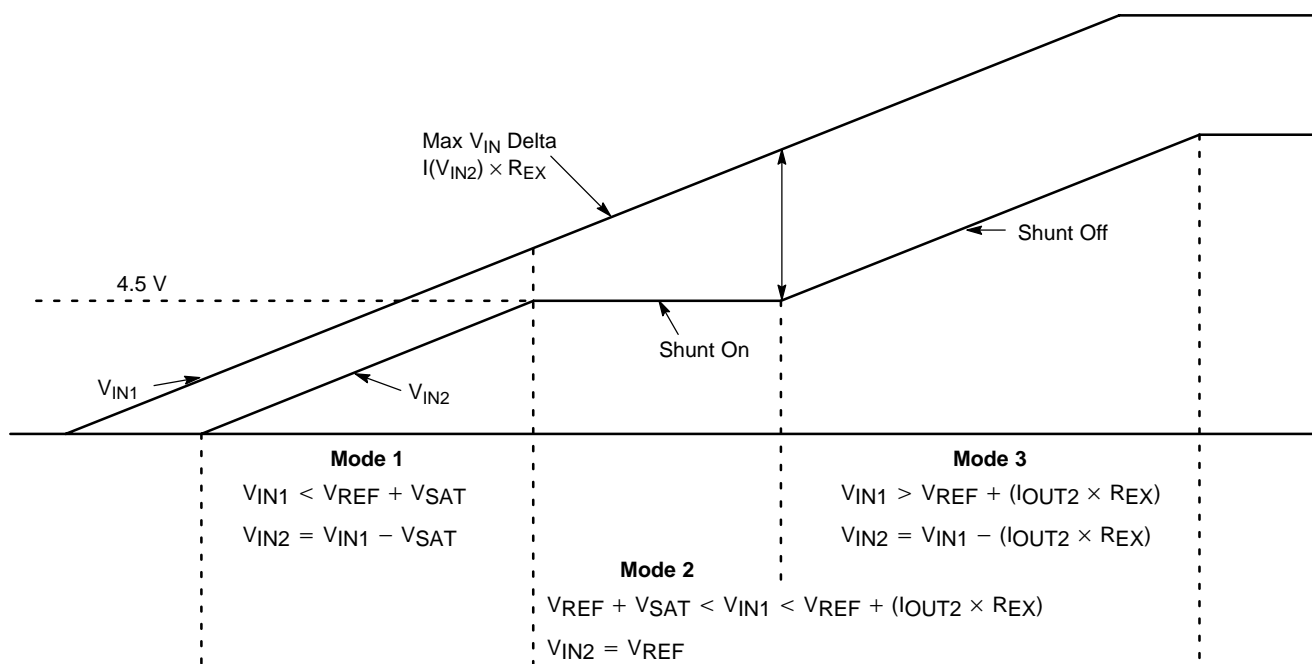 Max VIN Delta
I(VIN2) × REX
Shunt Off
4.5 V
Shunt On
VIN1
VIN2
Mode 1
VIN1 < VREF + VSAT
VIN2 = VIN1 − VSAT
Mode 3
VIN1 > VREF + (IOUT2 × REX)
VIN2 = VIN1 − (IOUT2 × REX)
Mode 2
VREF + VSAT < VIN1 < VREF + (IOUT2 × REX)
VIN2 = VREF